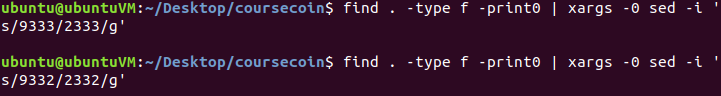 ubuntu@ubuntuVM:~/Desktop/coursecoin$ find . -type f -print0 | xargs -0 sed -i '
s/9333/2333/g'
ubuntu@ubuntuVM:~/Desktop/coursecoin$ find . -type f -print0 | xargs -0 sed -i '
s/9332/2332/g'